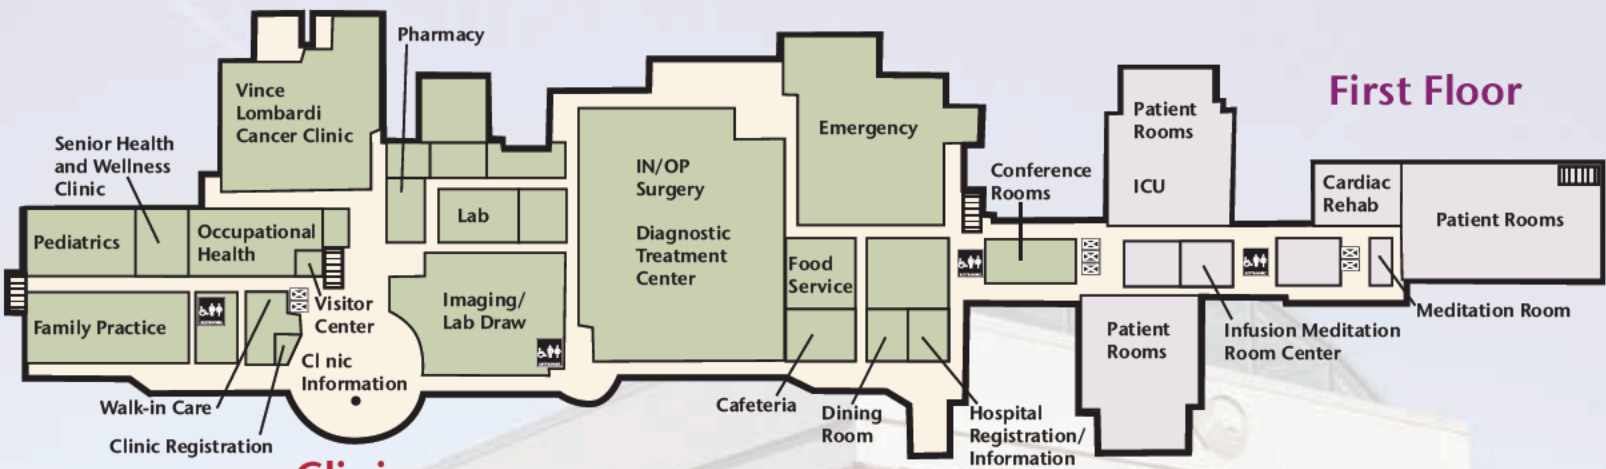 First Floor
Pharmacy
Vince
Lombardi
Cancer Clinic
Senior Health
and Wellness
Clinic
Pediatrics
Occupational
Health
Visitor
Center
Family Practice
Walk-in Care
Clinic Registration
Cl nic
Information
Lab
Imaging/
Lab Draw
IN/OP
Surgery
Diagnostic
Treatment
Center
Emergency
Food
Service
Cafeteria
Dining
Room
Hospital
Registration/
Information
Conference
Rooms
Patient
Rooms
ICU
Patient
Rooms
Infusion Meditation
Room Center
Cardiac
Rehab
Patient Rooms
Meditation Room